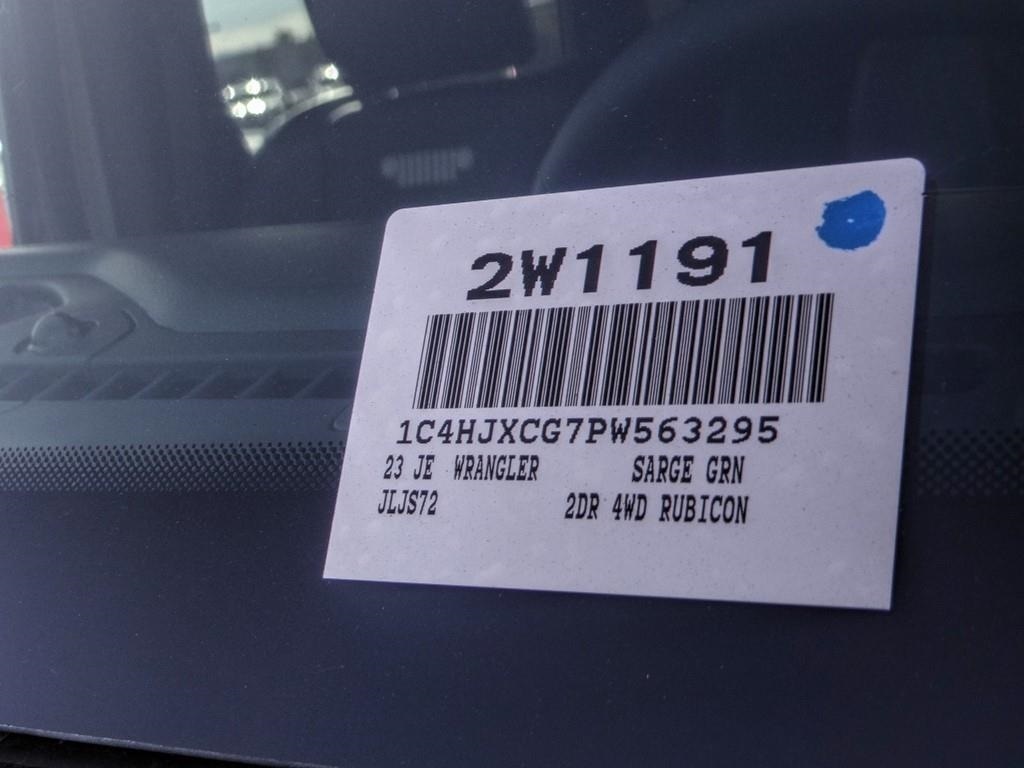 2W1191
1C4HJXCG7PW563295
23 JE WRANGLER SARGE GRN
JLJS72 2DR 4WD RUBICON